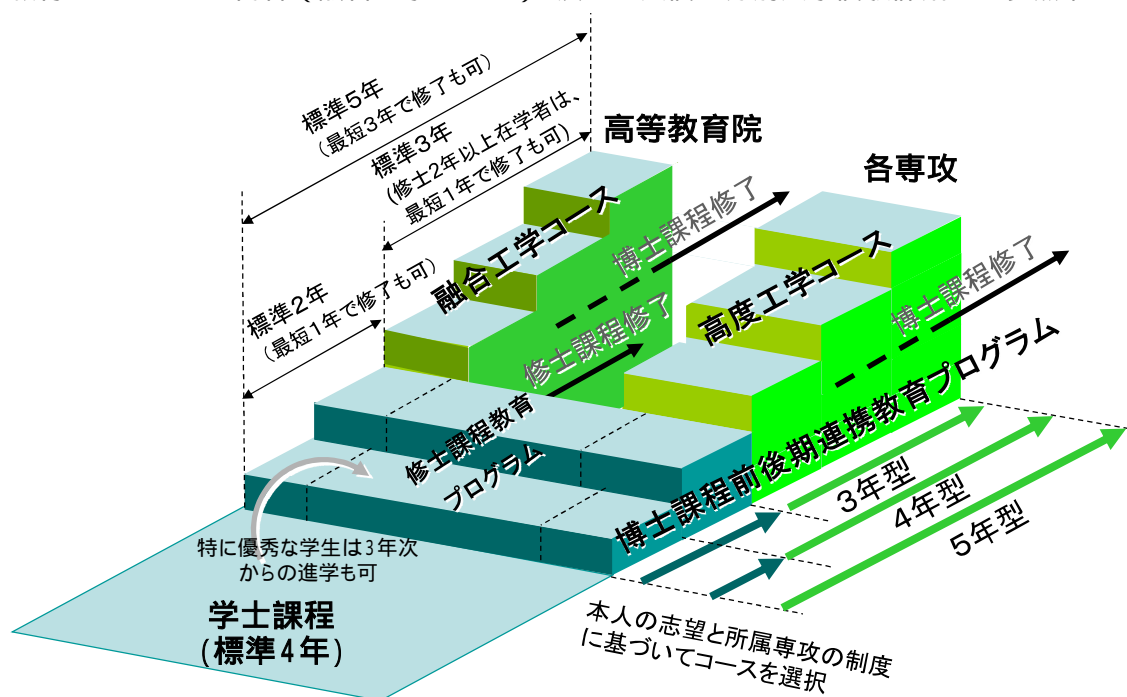 標準5年
(最短3年で修了も可)
標準3年
(修士2年以上在学者は、
最短1年で修了も可)
標準2年
(最短1年で修了も可)
高等教育院
各専攻
融合工学コース
博士課程修了
修士課程修了
高度工学コース
博士課程修了
修士課程教育
プログラム
博士課程前後期連携教育プログラム
3年型
4年型
5年型
特に優秀な学生は3年次
からの進学も可
学士課程
(標準4年)
本人の志望と所属専攻の制度
に基づいてコースを選択